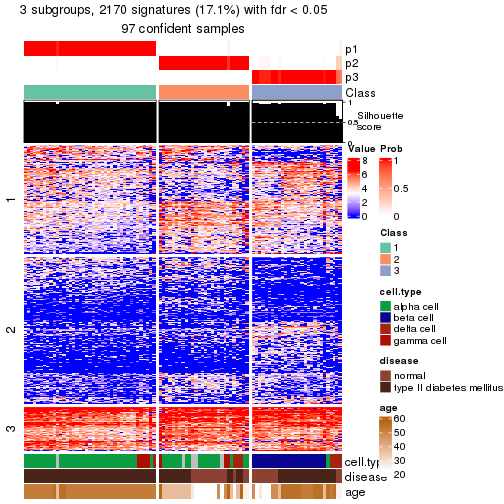 3 subgroups, 2170 signatures (17.1%) with fdr < 0.05
97 confident samples
p1
p2
p3
Class
1
0.5
0
Silhouette
score
Value
8
6
4
2
0
Prob
1
0.5
0
Class
1
2
3
cell.type
alpha cell
beta cell
delta cell
gamma cell
disease
normal
type II diabetes mellitus
age
60
50
40
30
20
1
2
3
cell.type
disease
age